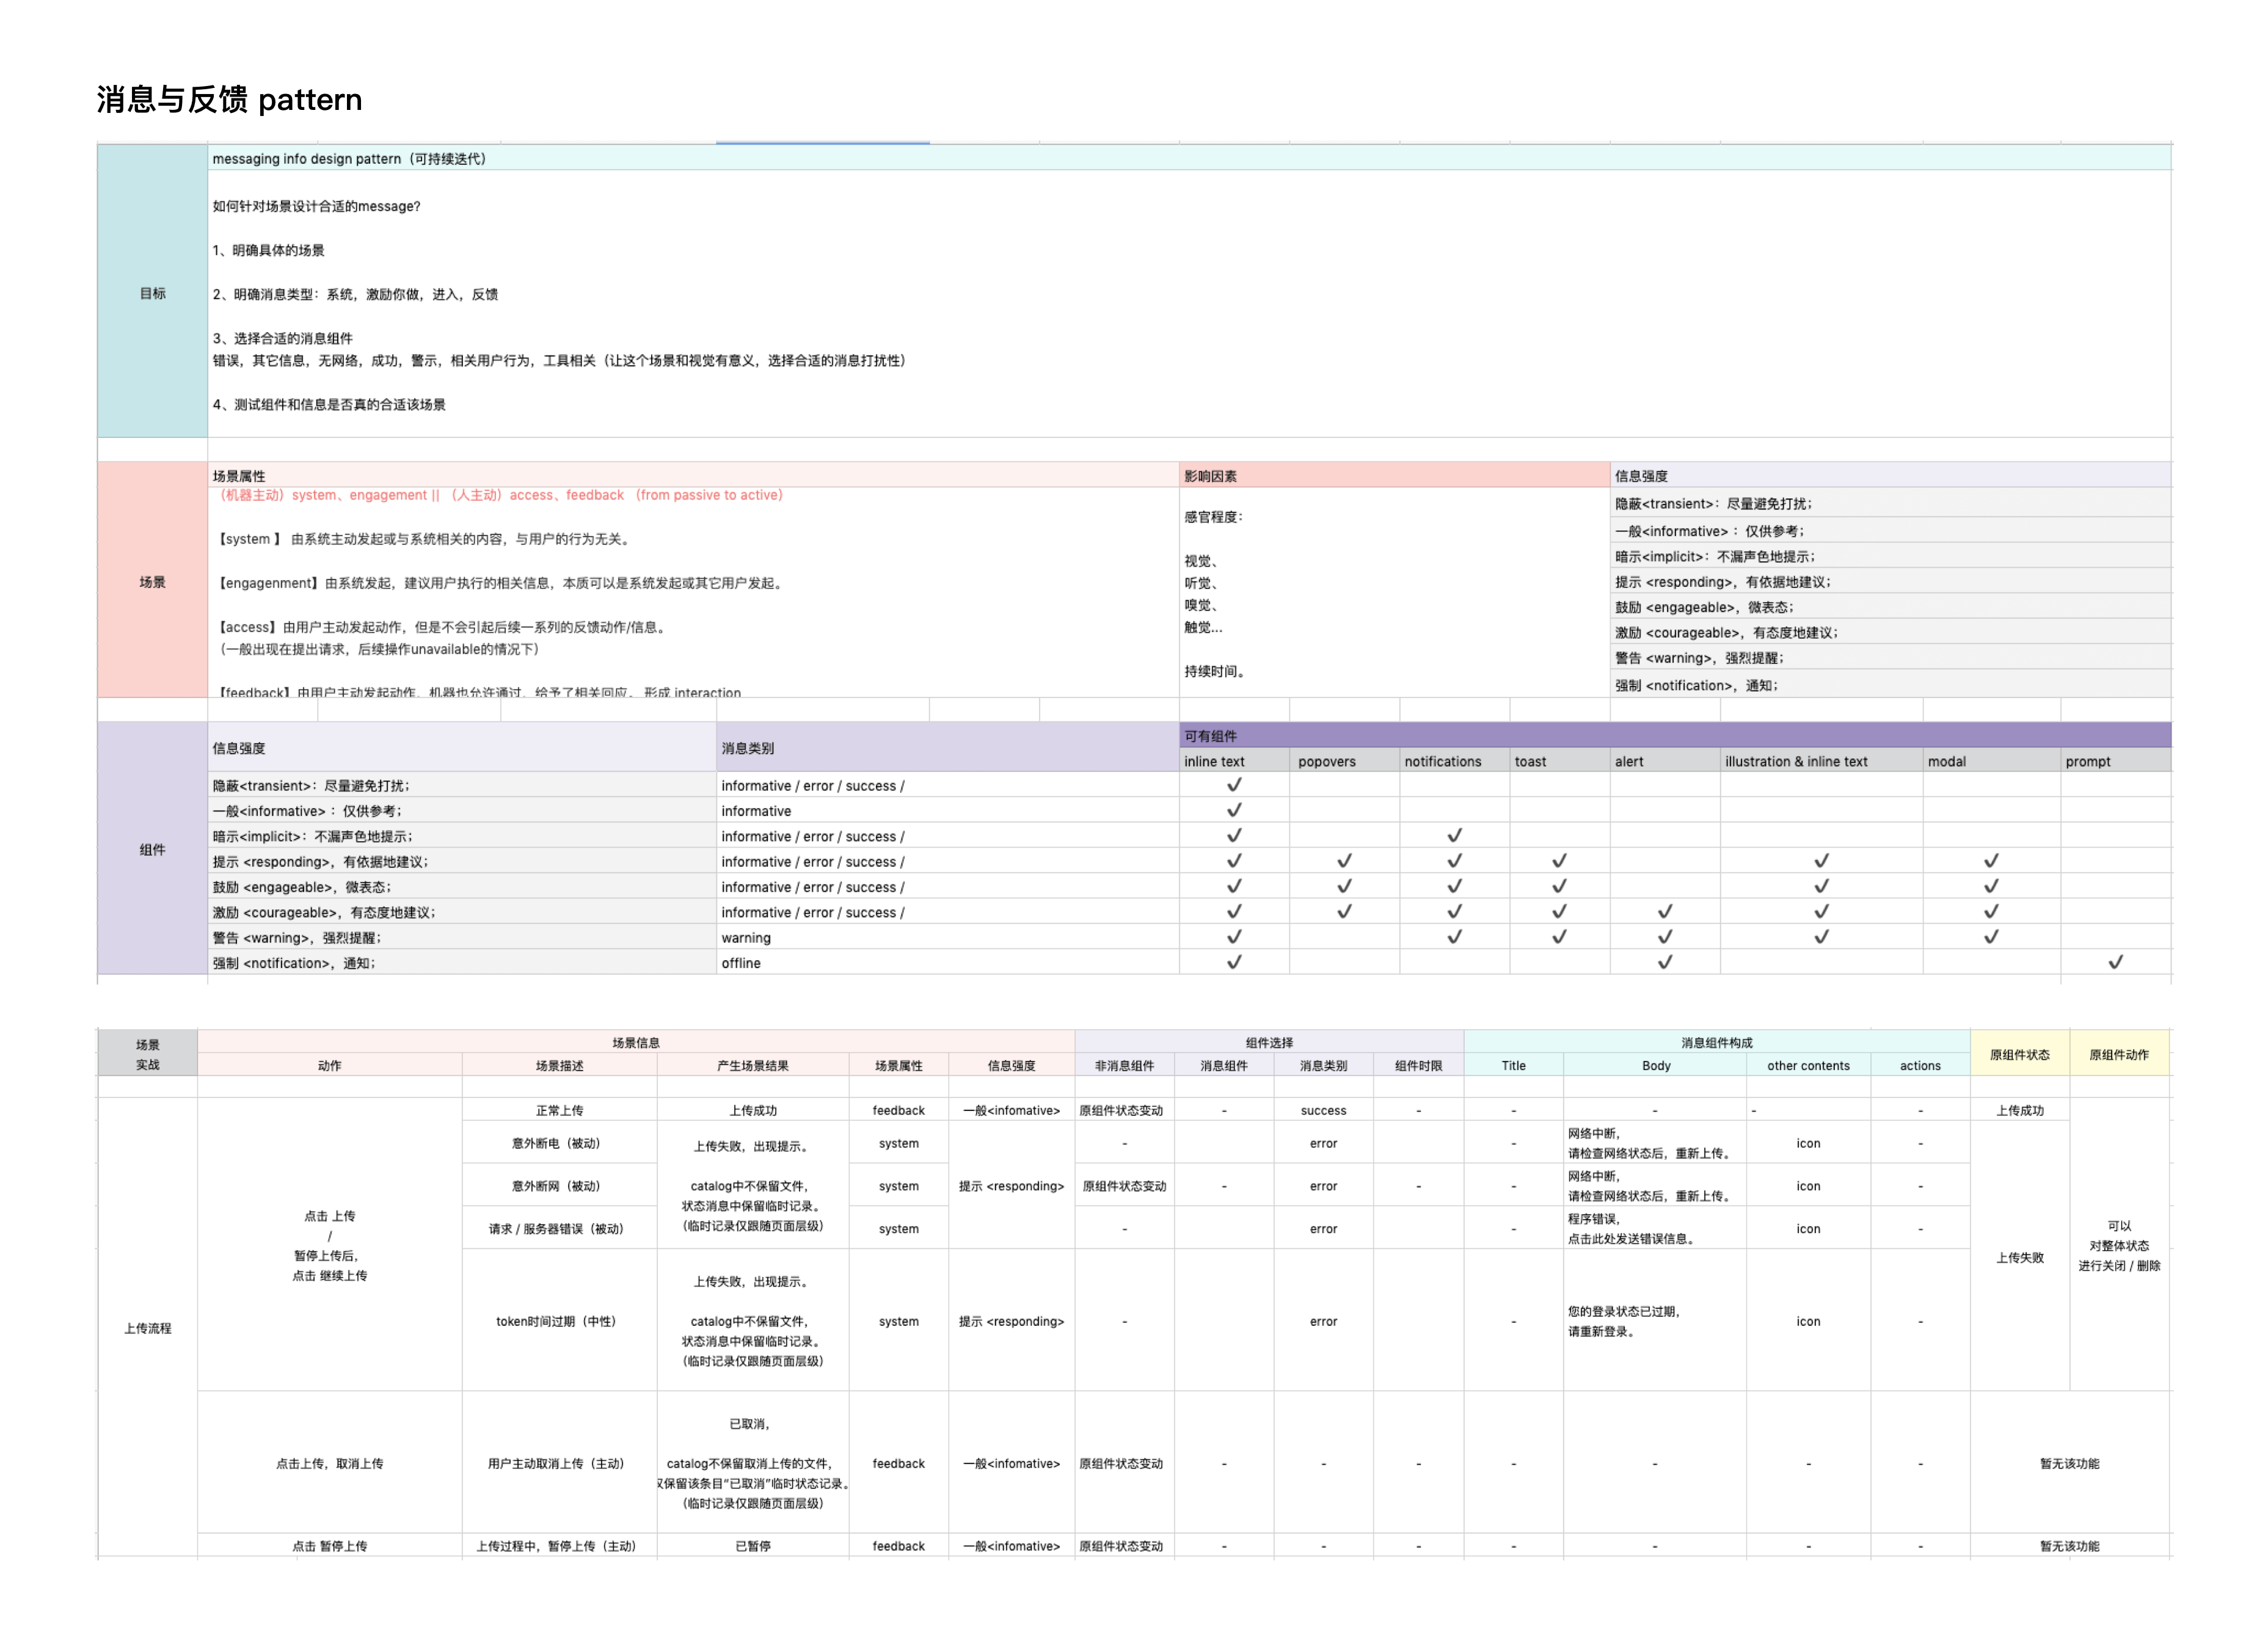 消息与反馈 pattern
messaging info design pattern（可持续迭代）
目标
如何针对场景设计合适的message?
1、明确具体的场景
2、明确消息类型：系统，激励你做，进入，反馈
3、选择合适的消息组件
错误，其它信息，无网络，成功，警示，相关用户行为，工具相关（让这个场景和视觉有意义，选择合适的消息打扰性）
4、测试组件和信息是否真的合适该场景
场景
场景属性
（机器主动）system、engagement || （人主动）access、feedback （from passive to active）
【system 】 由系统主动发起或与系统相关的内容，与用户的行为无关。
【engagenment】由系统发起，建议用户执行的相关信息，本质可以是系统发起或其它用户发起。
【access】由用户主动发起动作，但是不会引起后续一系列的反馈动作/信息。
（一般出现在提出请求，后续操作unavailable的情况下）
【feedback】由用户主动发起动作，机器也允许通过，给予了相关回应。 形成 interaction
影响因素
感官程度：
视觉、
听觉、
嗅觉、
触觉...
持续时间。
信息强度
隐蔽<transient>：尽量避免打扰；
一般<informative> ：仅供参考；
暗示<implicit>：不漏声色地提示；
提示 <responding>，有依据地建议；
鼓励 <engageable>，微表态；
激励 <courageable>，有态度地建议；
警告 <warning>，强烈提醒；
强制 <notification>，通知；
组件
信息强度 消息类别 可有组件
inline text popovers notifications toast alert illustration & inline text modal prompt
隐蔽<transient>：尽量避免打扰； informative / error / success / ✓
一般<informative> ：仅供参考； informative ✓
暗示<implicit>：不漏声色地提示； informative / error / success / ✓ ✓
提示 <responding>，有依据地建议； informative / error / success / ✓ ✓ ✓ ✓ ✓ ✓
鼓励 <engageable>，微表态； informative / error / success / ✓ ✓ ✓ ✓ ✓ ✓
激励 <courageable>，有态度地建议； informative / error / success / ✓ ✓ ✓ ✓ ✓ ✓ ✓
警告 <warning>，强烈提醒； warning ✓ ✓ ✓ ✓ ✓ ✓
强制 <notification>，通知； offline ✓ ✓ ✓
场景
实战
场景信息 组件选择 消息组件构成 原组件状态 原组件动作
动作 场景描述 产生场景结果 场景属性 信息强度 非消息组件 消息组件 消息类别 组件时限 Title Body other contents actions
上传流程
点击 上传
/
暂停上传后，
点击 继续上传
正常上传 上传成功 feedback 一般<infomative> 原组件状态变动 - success - - - - - 上传成功
意外断电（被动）
上传失败，出现提示。
catalog中不保留文件，
状态消息中保留临时记录。
（临时记录仅跟随页面层级）
system
提示 <responding>
- error -
网络中断，
请检查网络状态后，重新上传。
icon -
意外断网（被动） system 原组件状态变动 - error - -
网络中断，
请检查网络状态后，重新上传。
icon -
请求 / 服务器错误（被动） system - error -
程序错误，
点击此处发送错误信息。
icon -
上传失败
可以
对整体状态
进行关闭 / 删除
token时间过期（中性）
上传失败，出现提示。
catalog中不保留文件，
状态消息中保留临时记录。
（临时记录仅跟随页面层级）
system 提示 <responding> - error -
您的登录状态已过期，
请重新登录。
icon -
点击上传，取消上传 用户主动取消上传（主动）
已取消，
catalog不保留取消上传的文件，
仅保留该条目“已取消”临时状态记录。
（临时记录仅跟随页面层级）
feedback 一般<infomative> 原组件状态变动 - - - - - - - 暂无该功能
点击 暂停上传 上传过程中，暂停上传（主动） 已暂停 feedback 一般<infomative> 原组件状态变动 - - - - - - - 暂无该功能